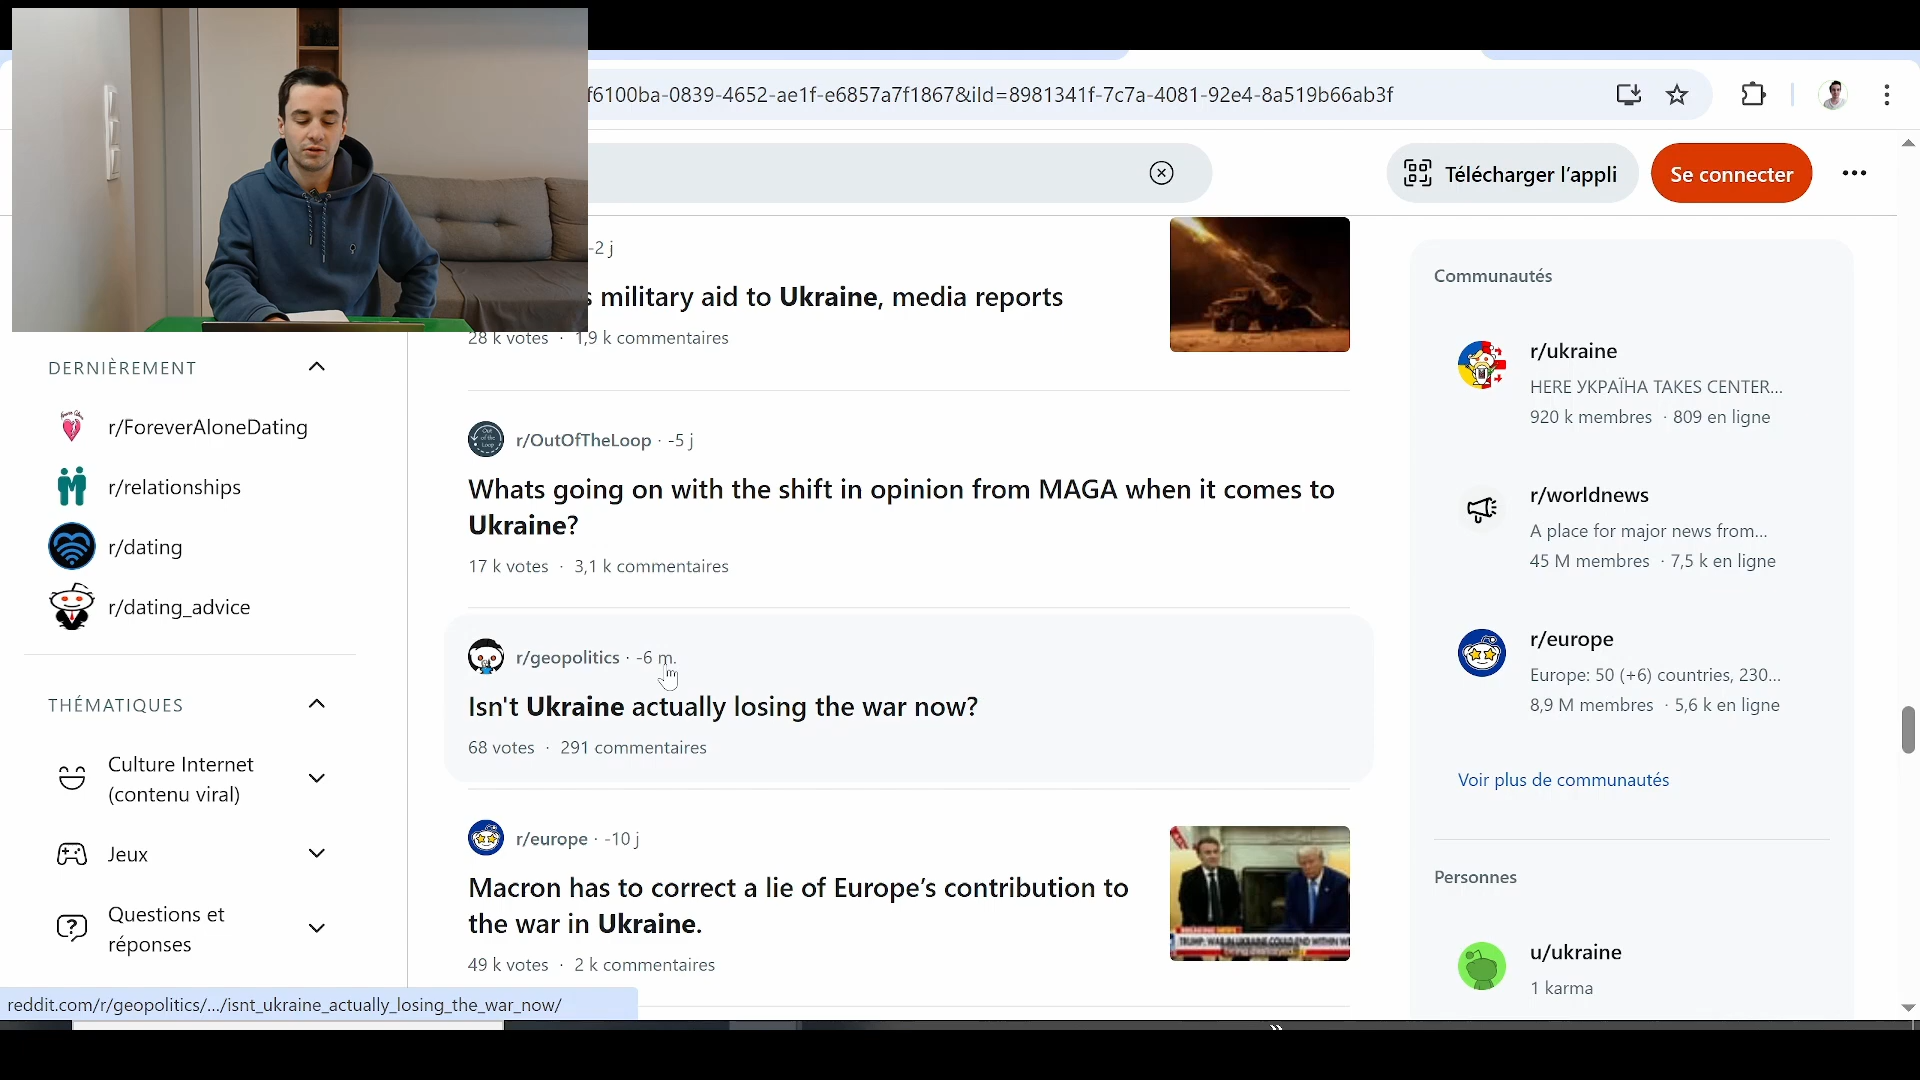 f6100ba-0839-4652-ae1f-e6857a7f1867&iId=8981341f-7c7a-4081-92e4-8a519b66ab3f
Télécharger l'appli
Se connecter
-2 j
military aid to Ukraine, media reports
28 k votes · 1,9 k commentaires
DERNIÈREMENT
r/ForeverAloneDating
r/relationships
r/dating
r/dating_advice
THÉMATIQUES
Culture Internet
(contenu viral)
Jeux
Questions et
réponses
r/OutOfTheLoop · -5 j
Whats going on with the shift in opinion from MAGA when it comes to
Ukraine?
17 k votes · 3,1 k commentaires
r/geopolitics · -6 m.
Isn't Ukraine actually losing the war now?
68 votes · 291 commentaires
r/europe · -10 j
Macron has to correct a lie of Europe's contribution to
the war in Ukraine.
49 k votes · 2 k commentaires
Communautés
r/ukraine
HERE УКРАЇНА TAKES CENTER...
920 k membres · 809 en ligne
r/worldnews
A place for major news from...
45 M membres · 7,5 k en ligne
r/europe
Europe: 50 (+6) countries, 230...
8,9 M membres · 5,6 k en ligne
Voir plus de communautés
Personnes
u/ukraine
1 karma
reddit.com/r/geopolitics/.../isnt_ukraine_actually_losing_the_war_now/